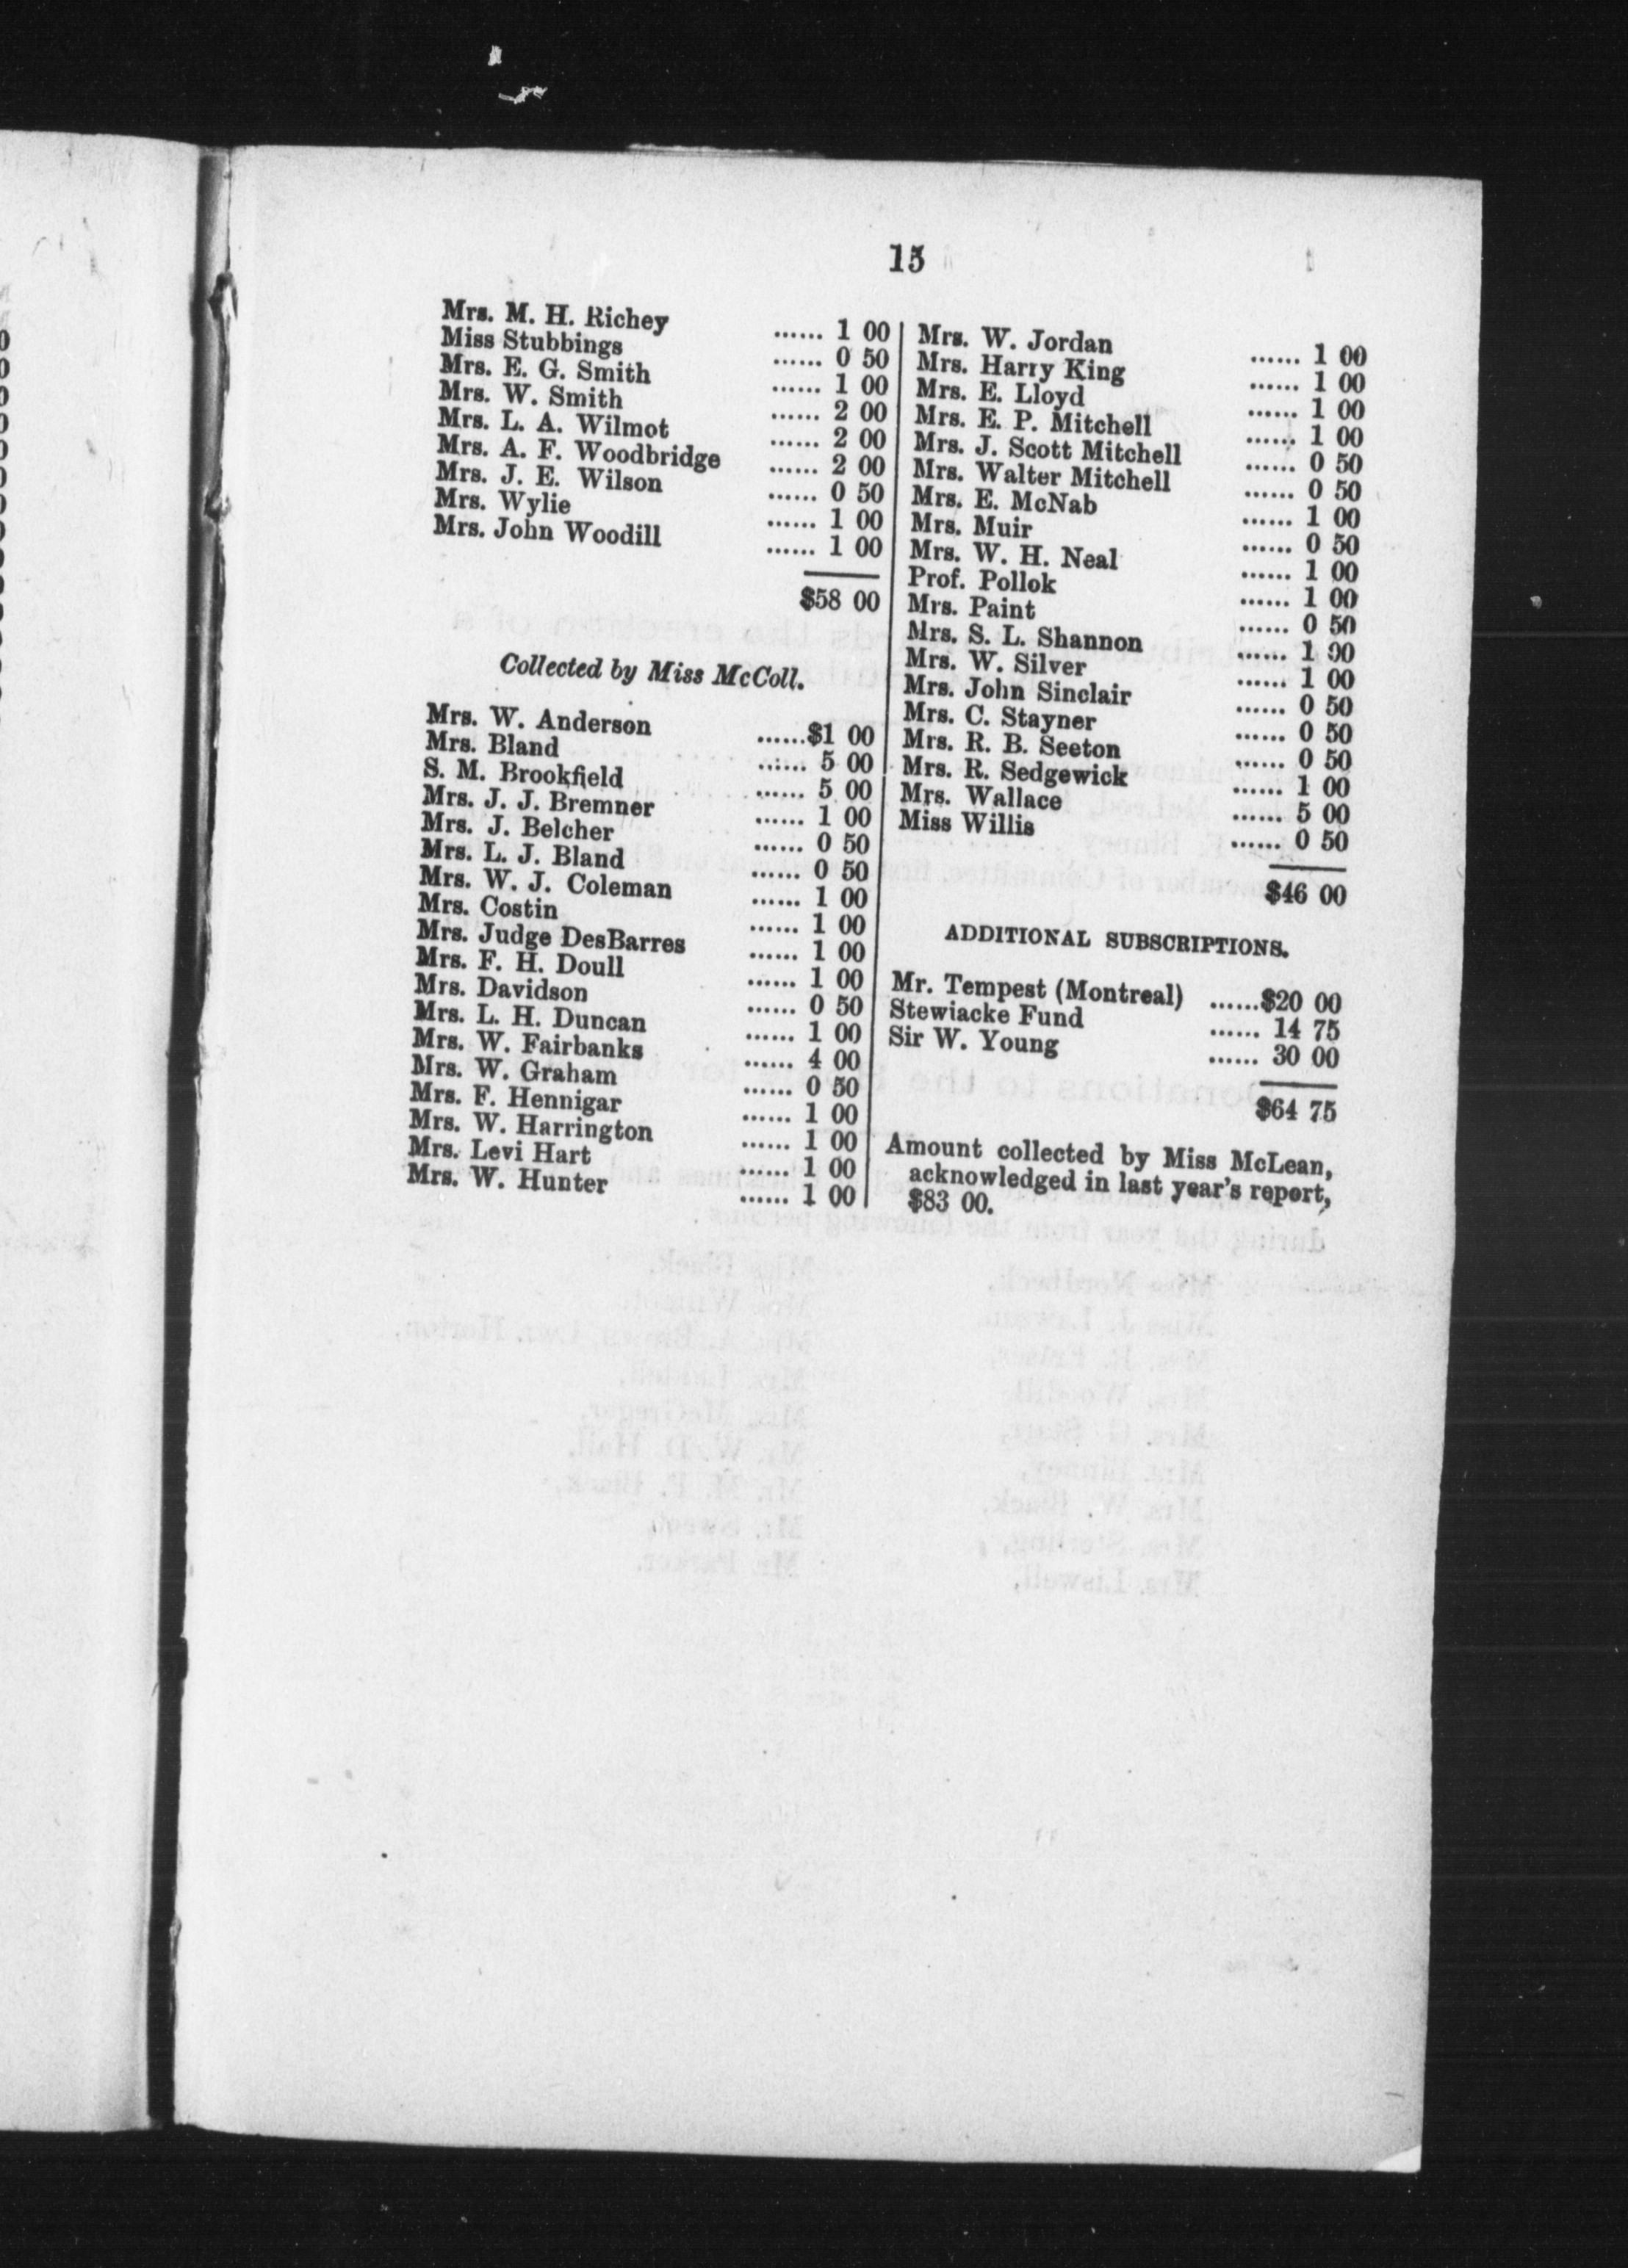 15
Mrs. M. H. Richey ...... 1 00
Miss Stubbings ...... 0 50
Mrs. E. G. Smith ...... 1 00
Mrs. W. Smith ...... 2 00
Mrs. L. A. Wilmot ...... 2 00
Mrs. A. F. Woodbridge ...... 2 00
Mrs. J. E. Wilson ...... 0 50
Mrs. Wylie ...... 1 00
Mrs. John Woodill ...... 1 00
$58 00
Collected by Miss McColl.
Mrs. W. Anderson ......$1 00
Mrs. Bland ...... 5 00
S. M. Brookfield ...... 5 00
Mrs. J. J. Bremner ...... 1 00
Mrs. J. Belcher ...... 0 50
Mrs. L. J. Bland ...... 0 50
Mrs. W. J. Coleman ...... 1 00
Mrs. Costin ...... 1 00
Mrs. Judge DesBarres ...... 1 00
Mrs. F. H. Doull ...... 1 00
Mrs. Davidson ...... 0 50
Mrs. L. H. Duncan ...... 1 00
Mrs. W. Fairbanks ...... 4 00
Mrs. W. Graham ...... 0 50
Mrs. F. Hennigar ...... 1 00
Mrs. W. Harrington ...... 1 00
Mrs. Levi Hart ...... 1 00
Mrs. W. Hunter ...... 1 00
Mrs. W. Jordan ...... 1 00
Mrs. Harry King ...... 1 00
Mrs. E. Lloyd ...... 1 00
Mrs. E. P. Mitchell ...... 1 00
Mrs. J. Scott Mitchell ...... 0 50
Mrs. Walter Mitchell ...... 0 50
Mrs. E. McNab ...... 1 00
Mrs. Muir ...... 0 50
Mrs. W. H. Neal ...... 1 00
Prof. Pollok ...... 1 00
Mrs. Paint ...... 0 50
Mrs. S. L. Shannon ...... 1 00
Mrs. W. Silver ...... 1 00
Mrs. John Sinclair ...... 0 50
Mrs. C. Stayner ...... 0 50
Mrs. R. B. Seeton ...... 0 50
Mrs. R. Sedgewick ...... 1 00
Mrs. Wallace ...... 5 00
Miss Willis ...... 0 50
$46 00
ADDITIONAL SUBSCRIPTIONS.
Mr. Tempest (Montreal) ......$20 00
Stewiacke Fund ...... 14 75
Sir W. Young ...... 30 00
$64 75
Amount collected by Miss McLean,
acknowledged in last year's report,
$83 00.